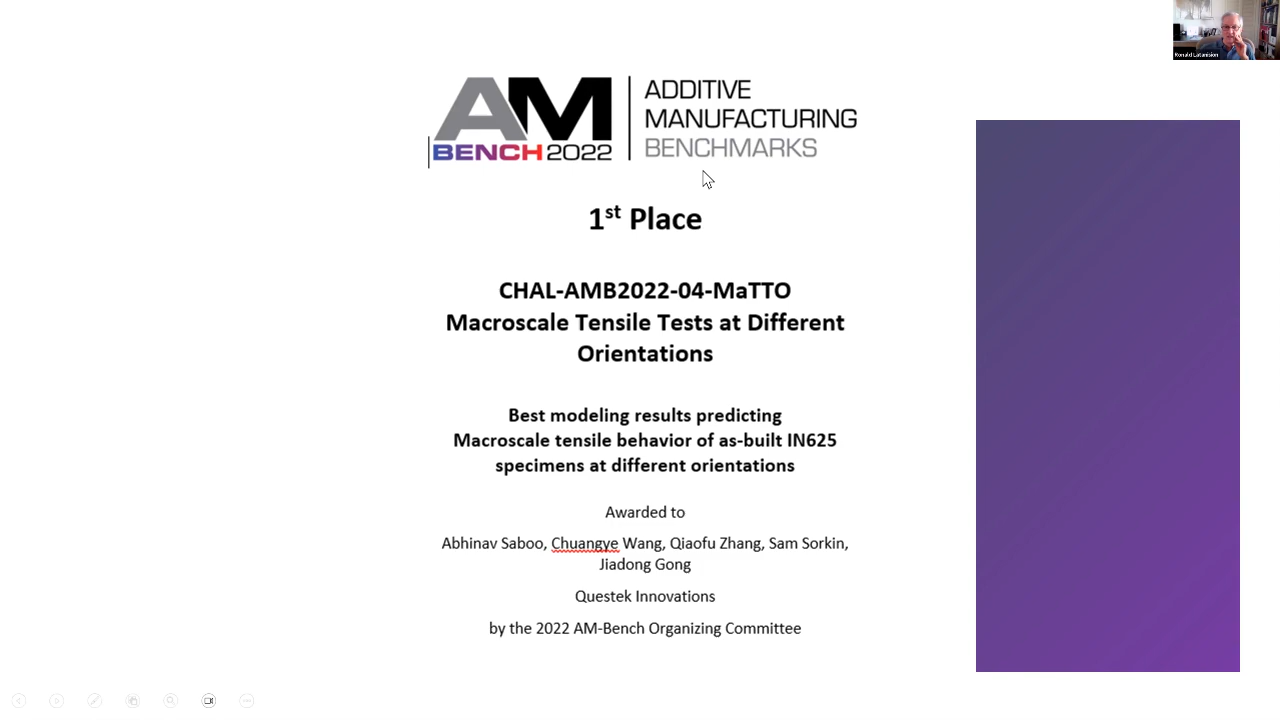 Ronald Latanision
AM
BENCH 2022
ADDITIVE
MANUFACTURING
BENCHMARKS
1st Place
CHAL-AMB2022-04-MaTTO
Macroscale Tensile Tests at Different
Orientations
Best modeling results predicting
Macroscale tensile behavior of as-built IN625
specimens at different orientations
Awarded to
Abhinav Saboo, Chuangye Wang, Qiaofu Zhang, Sam Sorkin,
Jiadong Gong
Questek Innovations
by the 2022 AM-Bench Organizing Committee